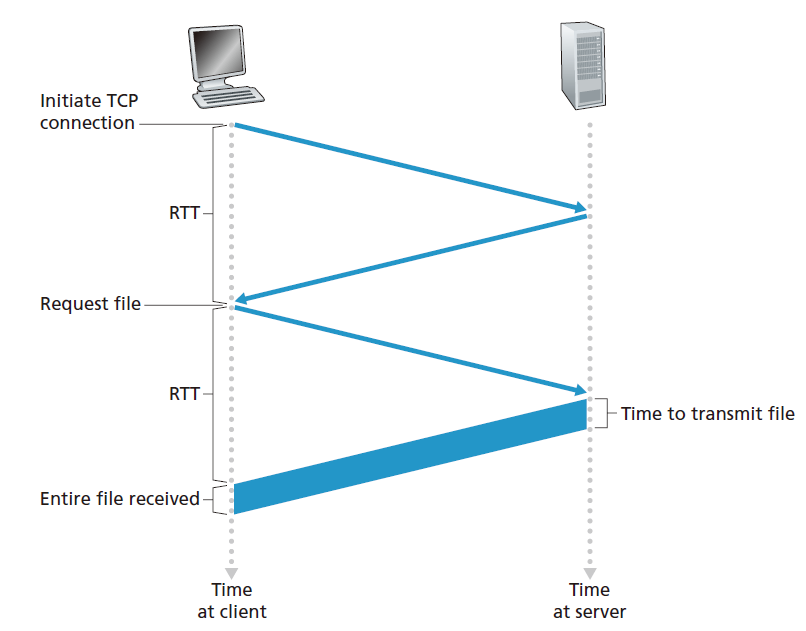 Initiate TCP
connection
RTT
Request file
RTT
Time to transmit file
Entire file received
Time
at client
Time
at server